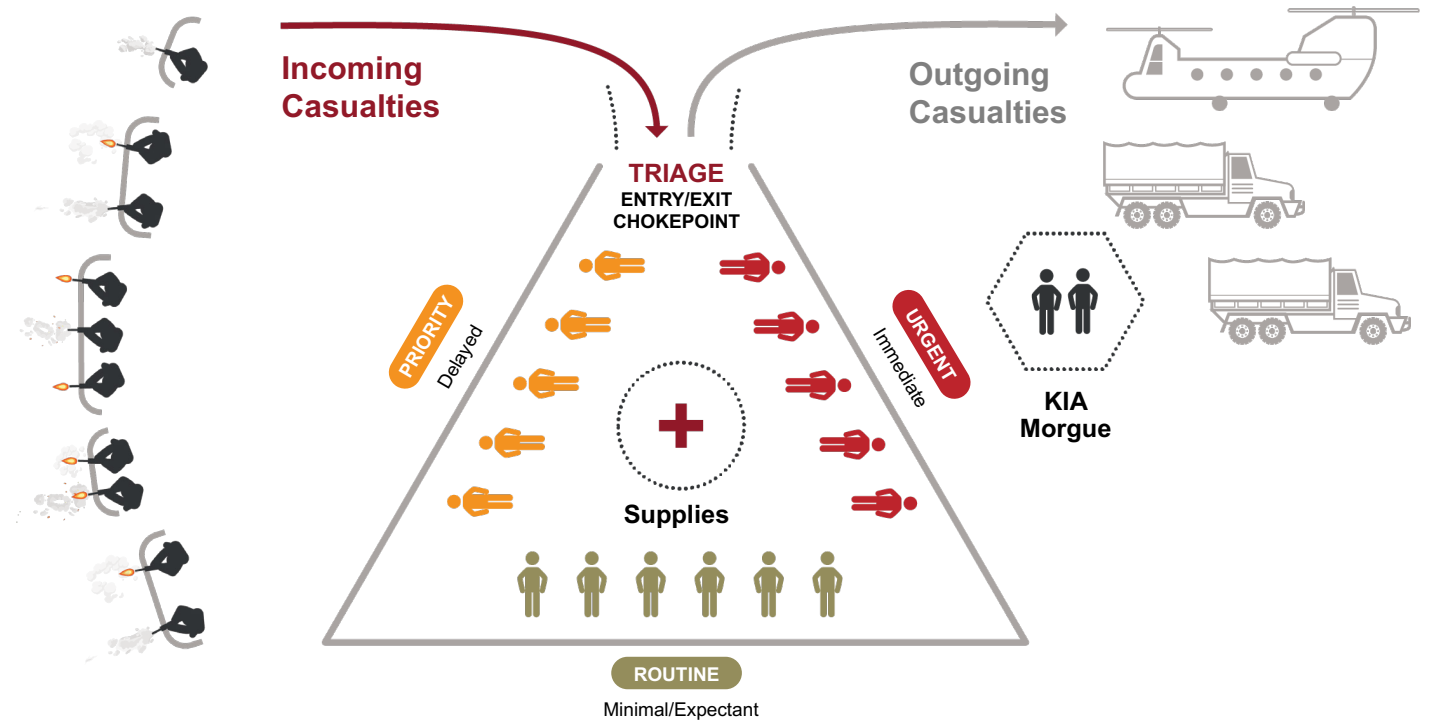 Incoming
Casualties
Outgoing
Casualties
TRIAGE
ENTRY/EXIT
CHOKEPOINT
PRIORITY
Delayed
URGENT
Immediate
KIA
Morgue
Supplies
ROUTINE
Minimal/Expectant